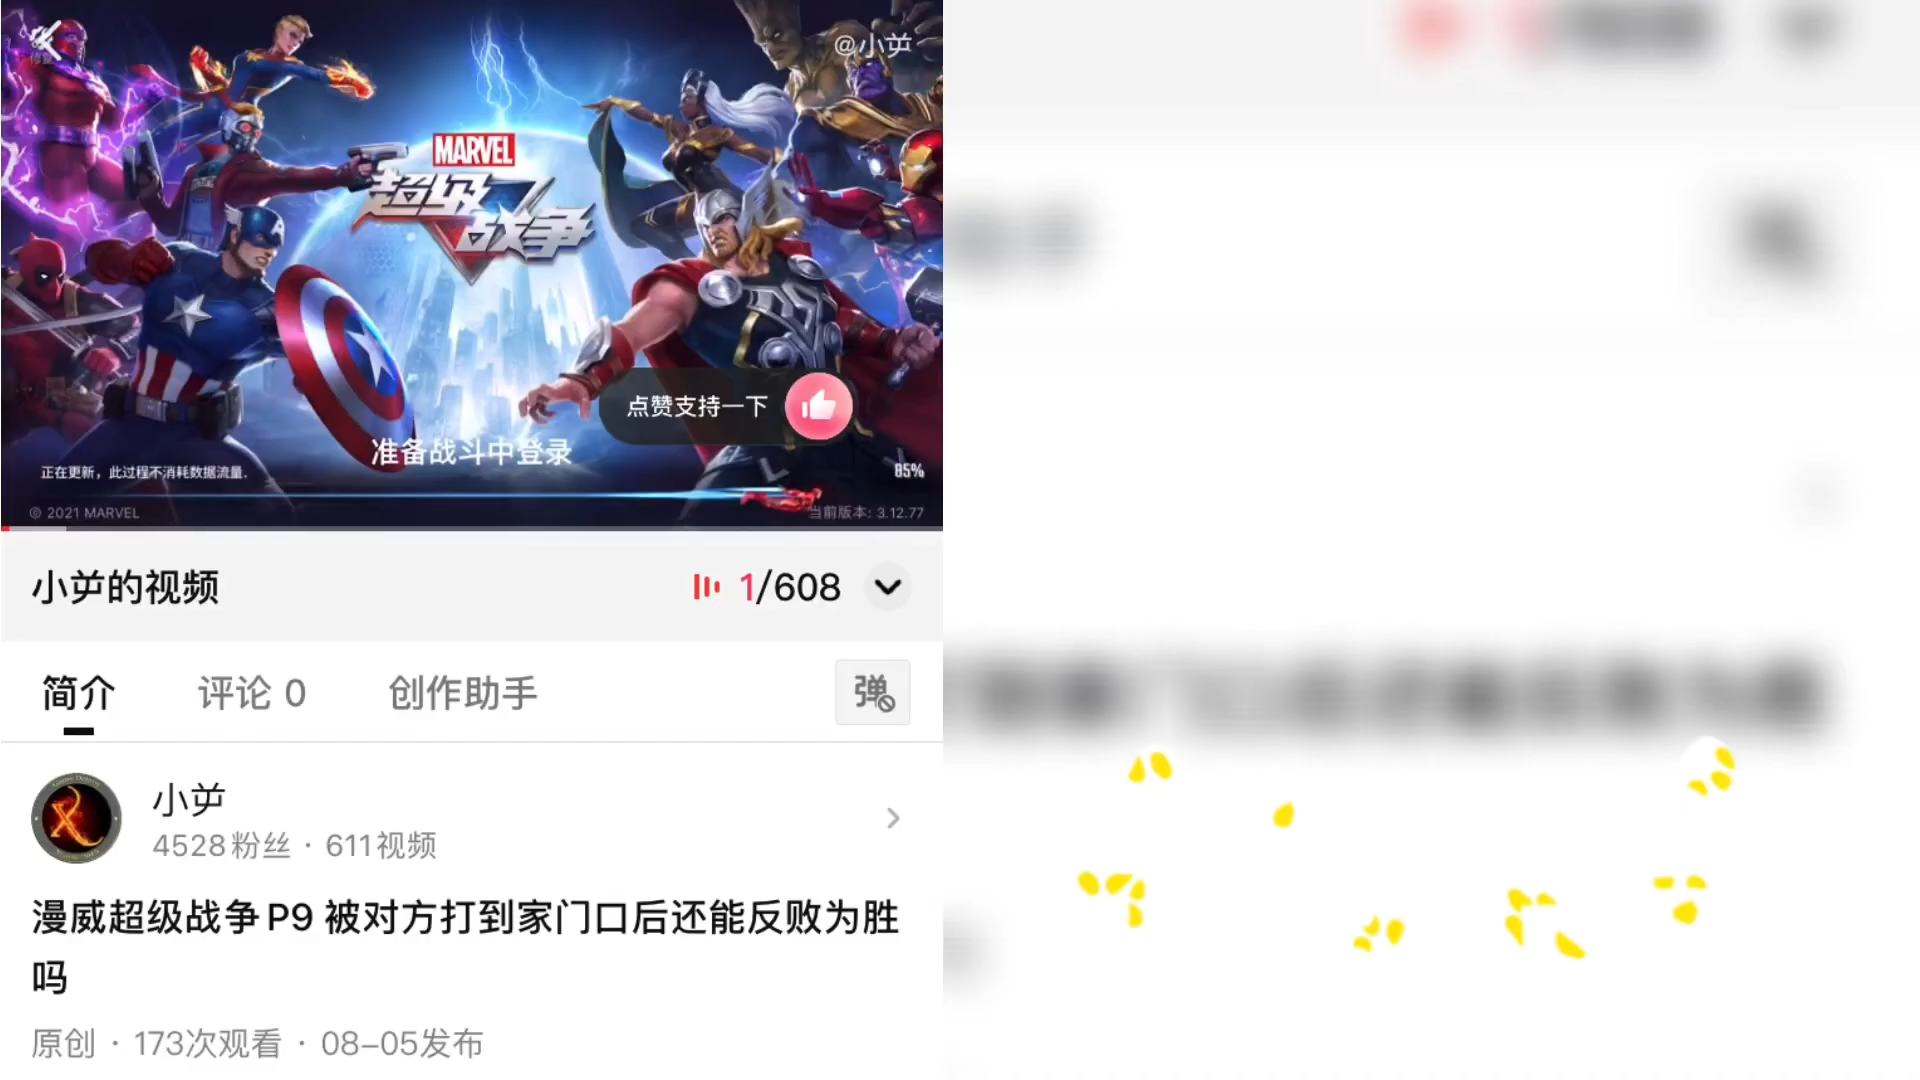 @小屰
MARVEL
超级
战争
点赞支持一下
准备战斗中登录
正在更新，此过程不消耗数据流量.
85%
© 2021 MARVEL
当前版本: 3.12.77
小屰的视频
1/608
简介
评论 0
创作助手
弹
小屰
4528粉丝 · 611视频
漫威超级战争P9 被对方打到家门口后还能反败为胜
吗
原创 · 173次观看 · 08-05发布